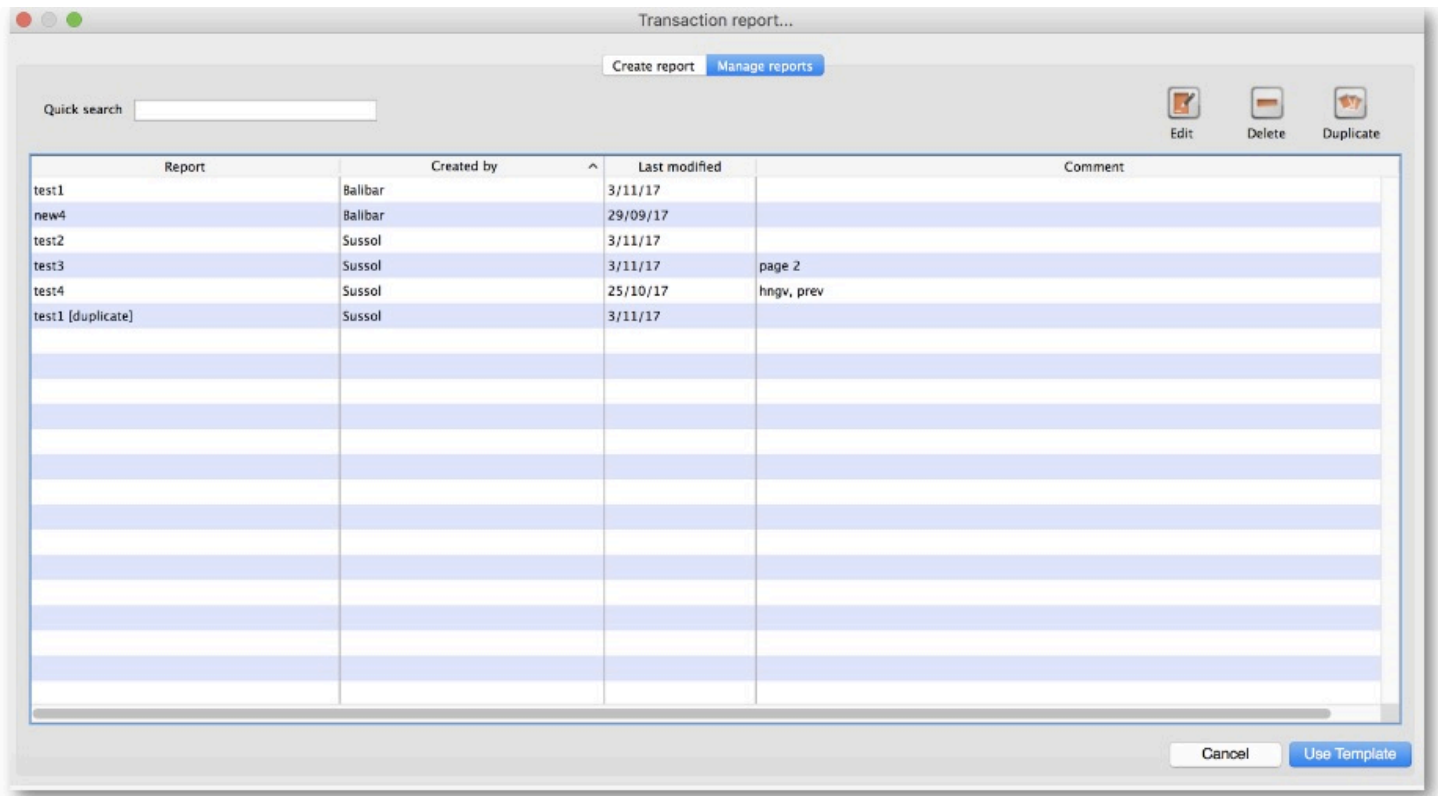 Transaction report...
Create report Manage reports
Quick search
Edit Delete Duplicate
Report Created by Last modified Comment
test1 Balibar 3/11/17
new4 Balibar 29/09/17
test2 Sussol 3/11/17
test3 Sussol 3/11/17 page 2
test4 Sussol 25/10/17 hngv, prev
test1 [duplicate] Sussol 3/11/17
Cancel Use Template